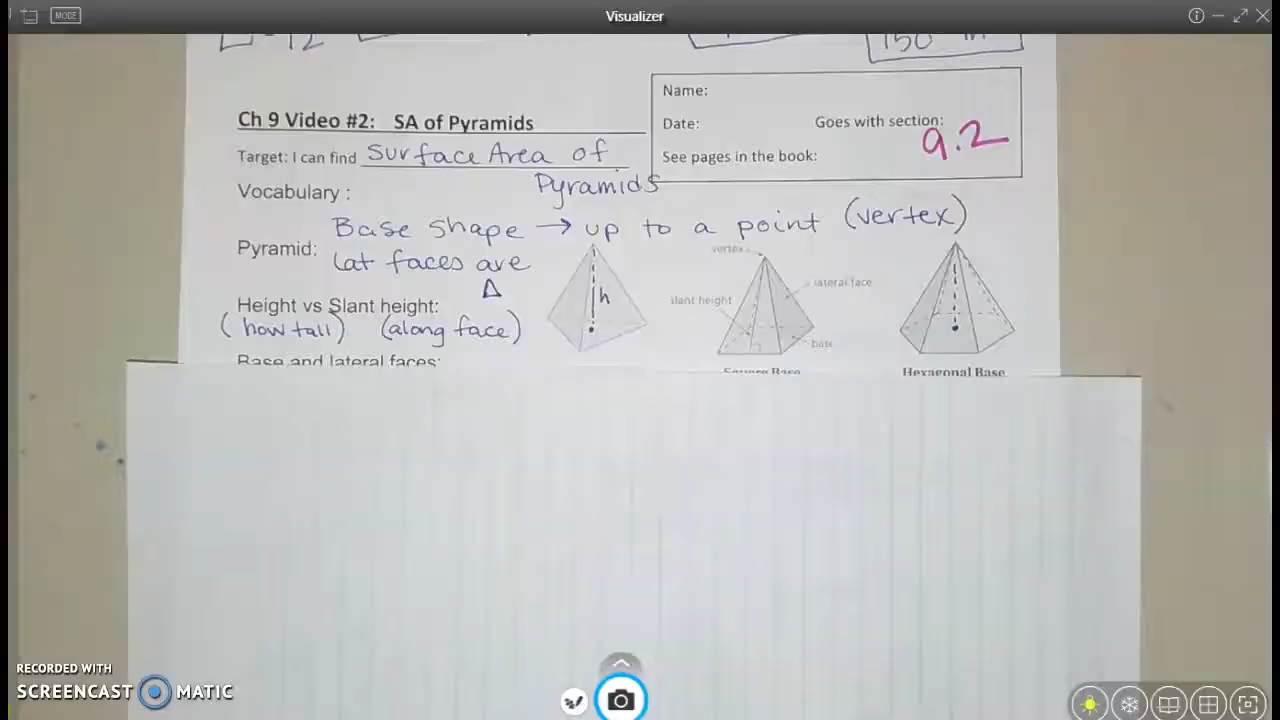 MODE
Visualizer
150
Name:
Ch 9 Video #2: SA of Pyramids
Date:
Goes with section:
9.2
Target: I can find Surface Area of
Pyramids
See pages in the book:
Vocabulary :
Base shape → up to a point (vertex)
Pyramid:
Lat faces are
Δ
h
vertex
lateral face
slant height
base
Height vs Slant height:
(how tall) (along face)
Base and lateral faces:
Square Base
Hexagonal Base
RECORDED WITH
SCREENCAST MATIC